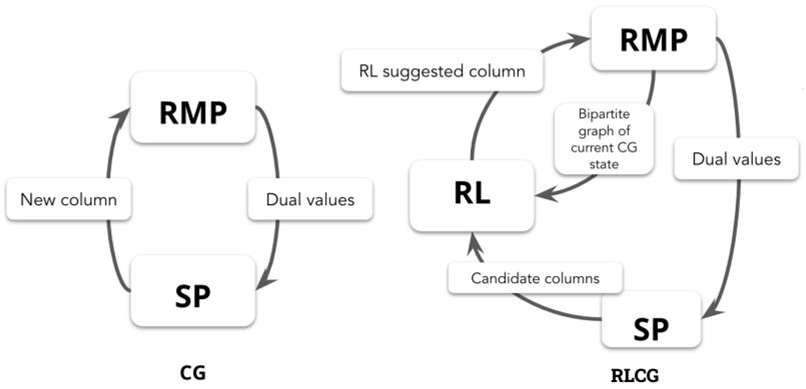 RMP
New column
Dual values
SP
CG
RMP
RL suggested column
Bipartite
graph of
current CG
state
Dual values
RL
Candidate columns
SP
RLCG